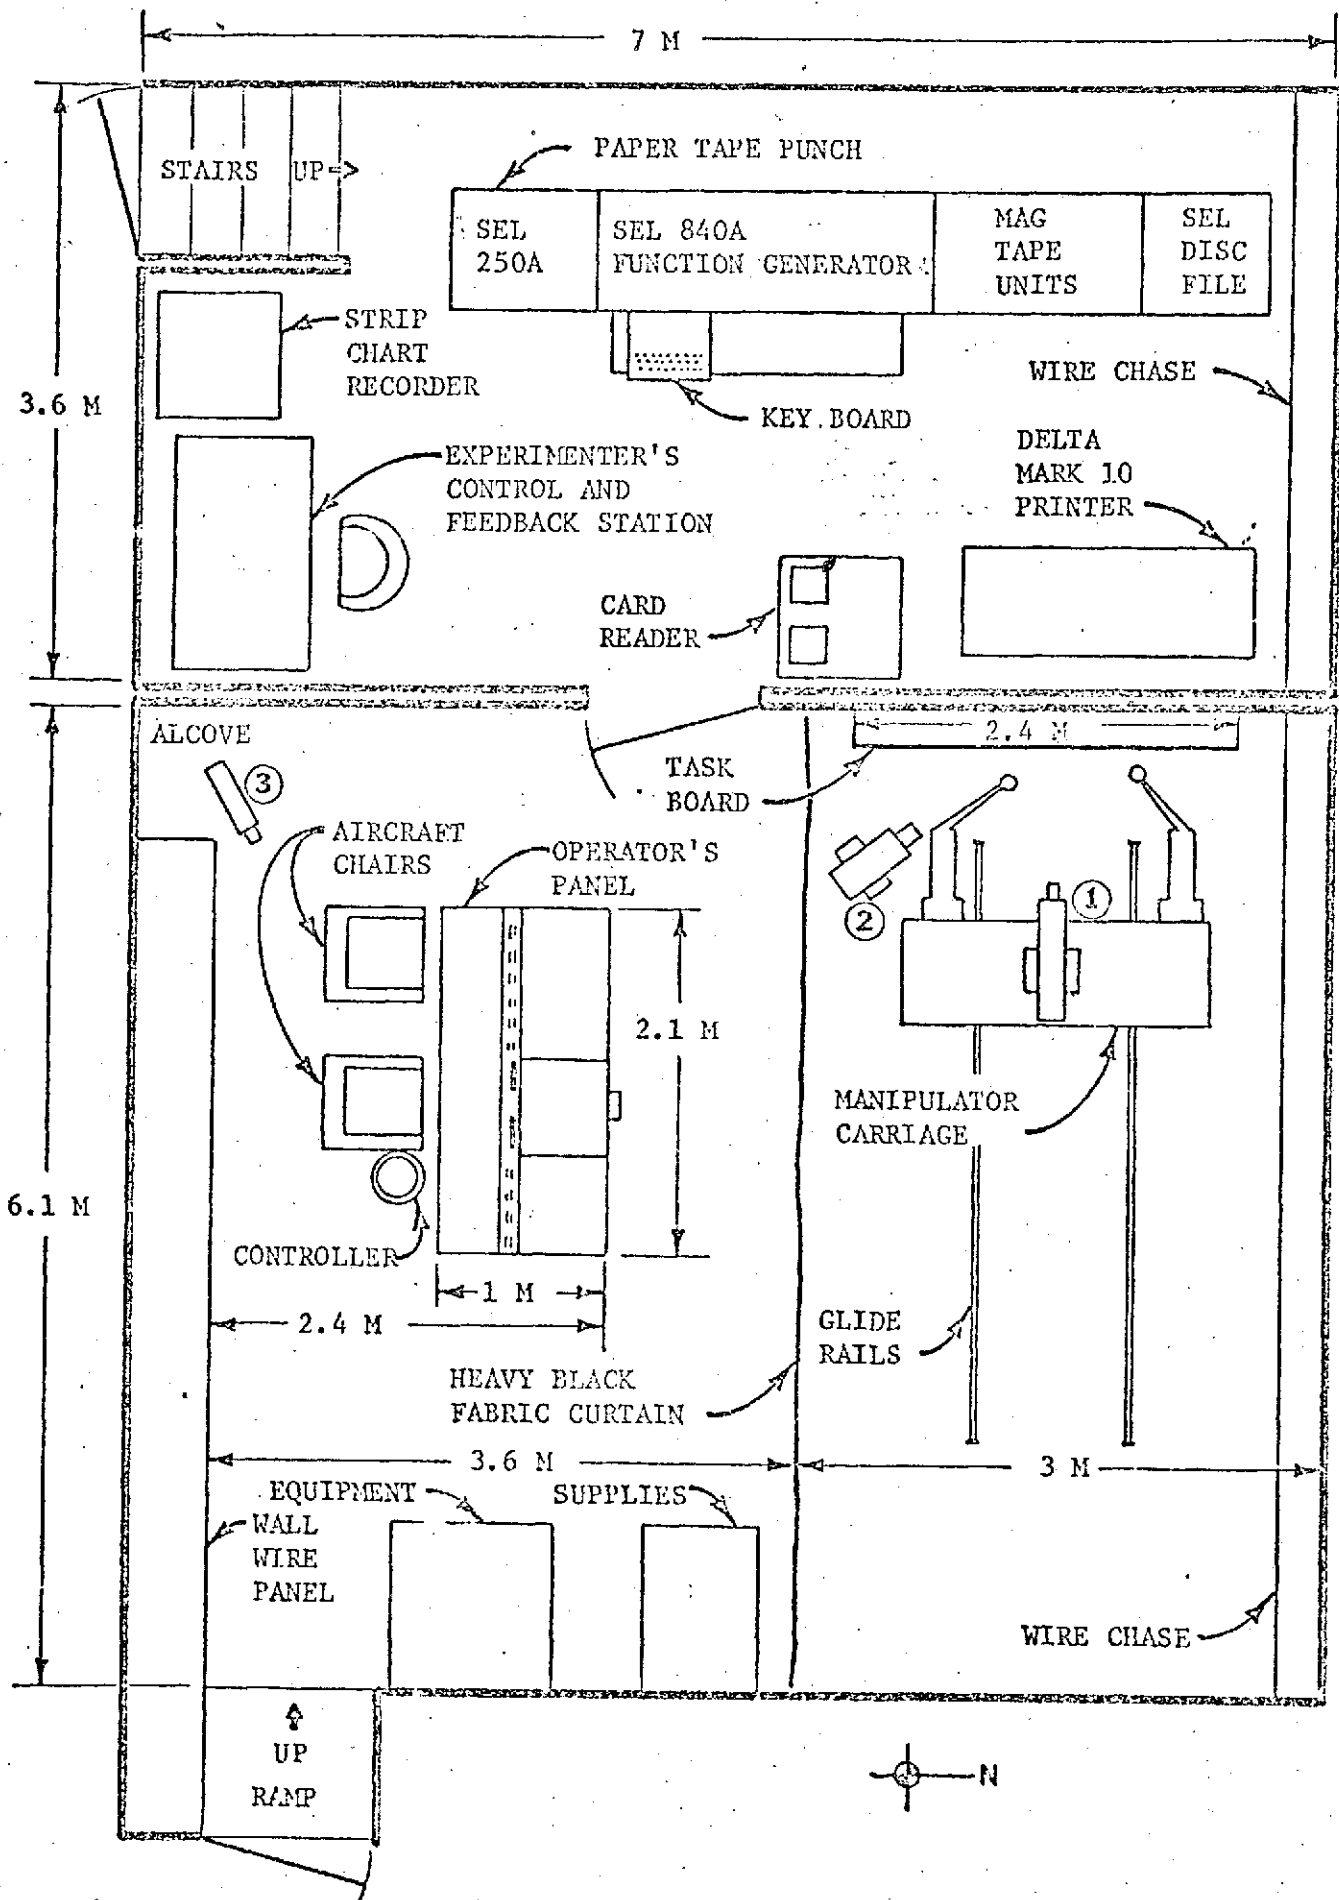 7 M
STAIRS UP=>
PAPER TAPE PUNCH
SEL
250A
SEL 840A
FUNCTION GENERATOR
MAG
TAPE
UNITS
SEL
DISC
FILE
STRIP
CHART
RECORDER
WIRE CHASE
3.6 M
KEY.BOARD
EXPERIMENTER'S
CONTROL AND
FEEDBACK STATION
DELTA
MARK 10
PRINTER
CARD
READER
ALCOVE
2.4 M
3
TASK
BOARD
AIRCRAFT
CHAIRS
OPERATOR'S
PANEL
1
2
2.1 M
MANIPULATOR
CARRIAGE
6.1 M
CONTROLLER
1 M
2.4 M
GLIDE
RAILS
HEAVY BLACK
FABRIC CURTAIN
3.6 M
3 M
EQUIPMENT
SUPPLIES
WALL
WIRE
PANEL
WIRE CHASE
UP
RAMP
N